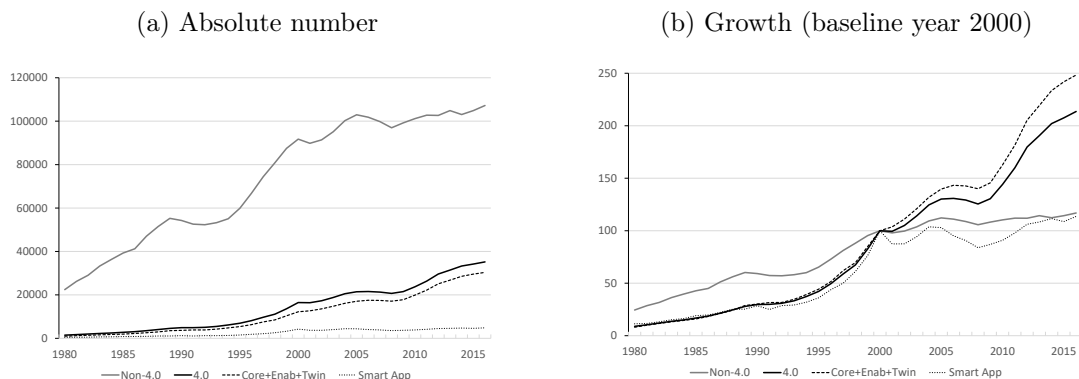 (a) Absolute number
120000
100000
80000
60000
40000
20000
0
1980 1985 1990 1995 2000 2005 2010 2015
Non-4.0 4.0 Core+Enab+Twin Smart App
(b) Growth (baseline year 2000)
250
200
150
100
50
0
1980 1985 1990 1995 2000 2005 2010 2015
Non-4.0 4.0 Core+Enab+Twin Smart App